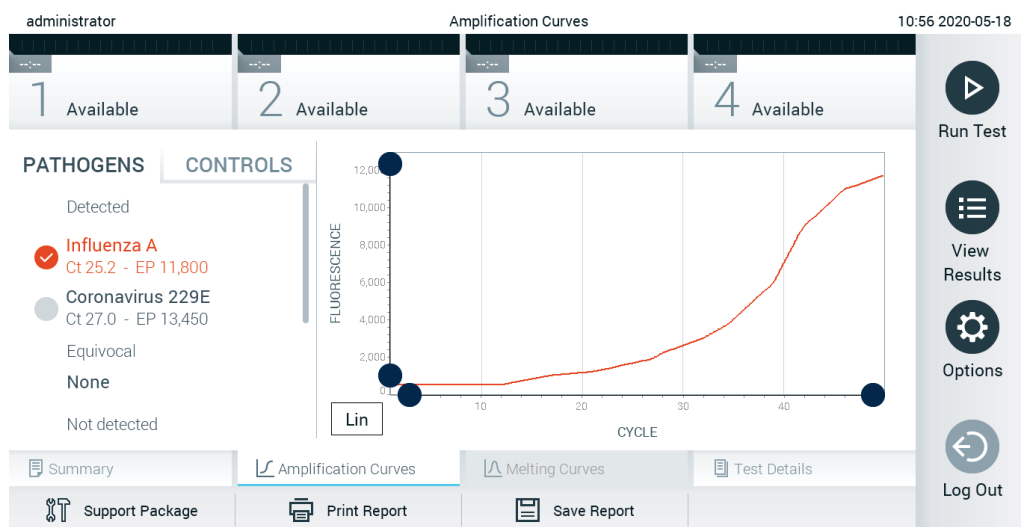 administrator Amplification Curves 10:56 2020-05-18
--:-- --:-- --:-- --:--
1 Available 2 Available 3 Available 4 Available
Run Test
PATHOGENS CONTROLS
Detected
Influenza A
Ct 25.2 - EP 11,800
Coronavirus 229E
Ct 27.0 - EP 13,450
Equivocal
None
Not detected
FLUORESCENCE
10,000
8,000
6,000
4,000
2,000
0
10 20 30 40
CYCLE
Lin
View
Results
Options
Log Out
Summary Amplification Curves Melting Curves Test Details
Support Package Print Report Save Report